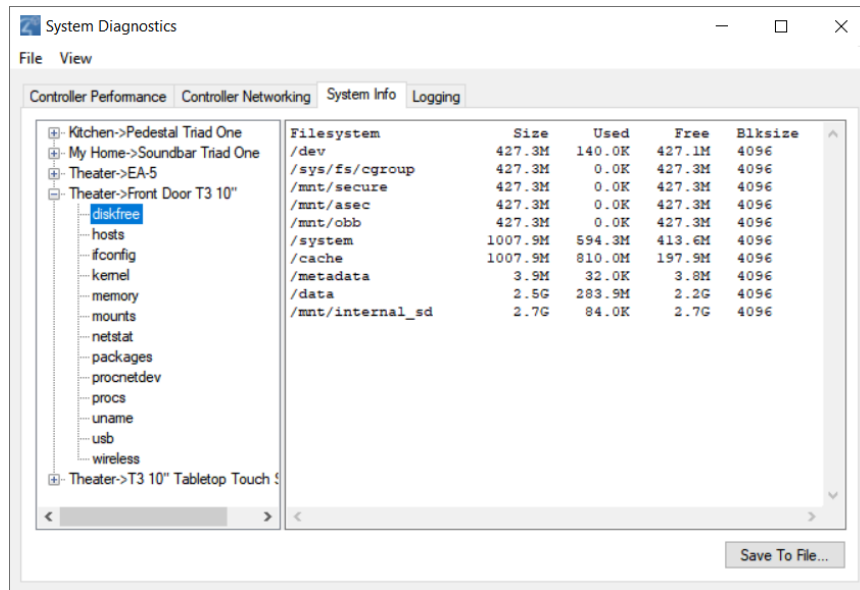 System Diagnostics
File View
Controller Performance Controller Networking System Info Logging
Kitchen->Pedestal Triad One
My Home->Soundbar Triad One
Theater->EA-5
Theater->Front Door T3 10"
diskfree
hosts
ifconfig
kernel
memory
mounts
netstat
packages
procnetdev
procs
uname
usb
wireless
Theater->T3 10" Tabletop Touch S
Filesystem Size Used Free Blksize
/dev 427.3M 140.0K 427.1M 4096
/sys/fs/cgroup 427.3M 0.0K 427.3M 4096
/mnt/secure 427.3M 0.0K 427.3M 4096
/mnt/asec 427.3M 0.0K 427.3M 4096
/mnt/obb 427.3M 0.0K 427.3M 4096
/system 1007.9M 594.3M 413.6M 4096
/cache 1007.9M 810.0M 197.9M 4096
/metadata 3.9M 32.0K 3.8M 4096
/data 2.5G 283.9M 2.2G 4096
/mnt/internal_sd 2.7G 84.0K 2.7G 4096
Save To File...